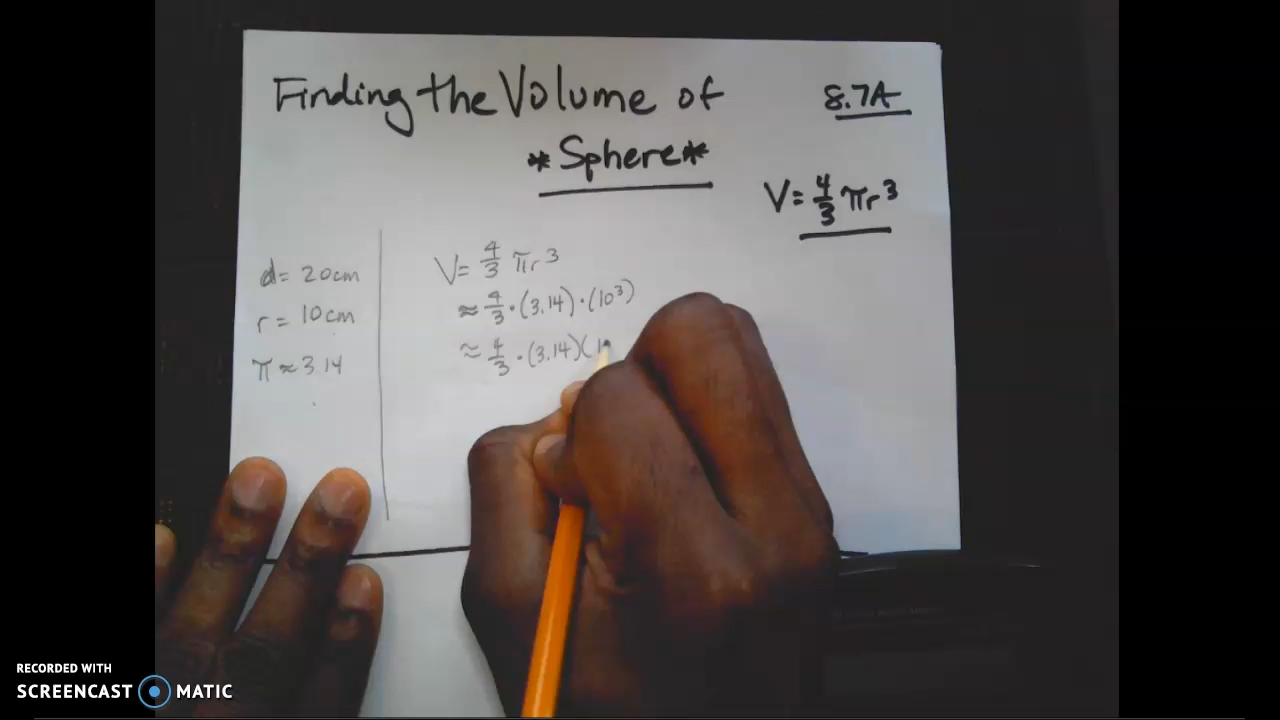 Finding the Volume of
8.7A
*Sphere*
V = 4/3 πr³
d = 20cm
r = 10cm
π ≈ 3.14
V = 4/3 πr³
≈ 4/3 · (3.14) · (10³)
≈ 4/3 · (3.14)(1
RECORDED WITH
SCREENCAST MATIC